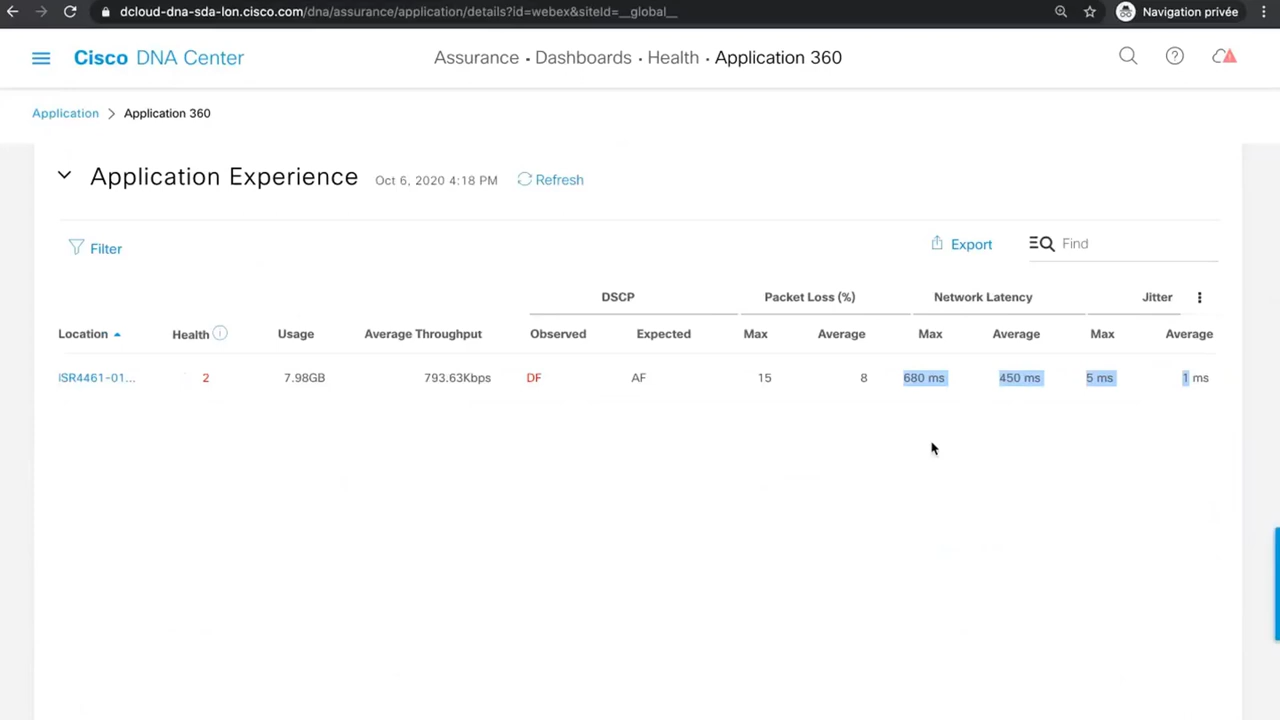 dcloud-dna-sda-lon.cisco.com/dna/assurance/application/details?id=webex&siteId=__global__
Navigation privée
Cisco DNA Center
Assurance • Dashboards • Health • Application 360
Application > Application 360
Application Experience Oct 6, 2020 4:18 PM Refresh
Filter Export Find
DSCP Packet Loss (%) Network Latency Jitter
Location Health Usage Average Throughput Observed Expected Max Average Max Average Max Average
ISR4461-01... 2 7.98GB 793.63Kbps DF AF 15 8 680 ms 450 ms 5 ms 1 ms